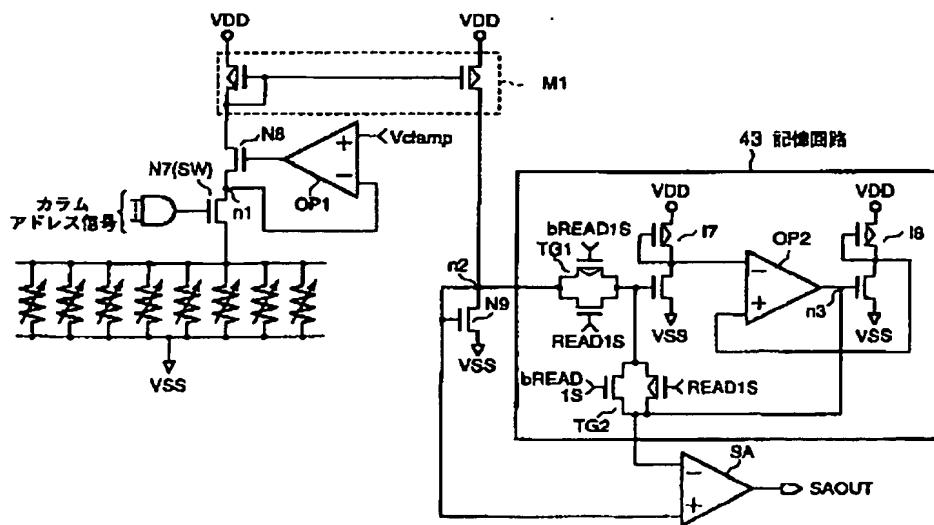 VDD
VDD
M1
N8
Vclamp
N7(SW)
OP1
カラム
アドレス信号
n1
VSS
43 記憶回路
VDD
VDD
I7
I8
bREAD1S
TG1
OP2
n2
N9
VSS
READ1S
VSS
n3
VSS
bREAD
1S
READ1S
TG2
SA
SAOUT